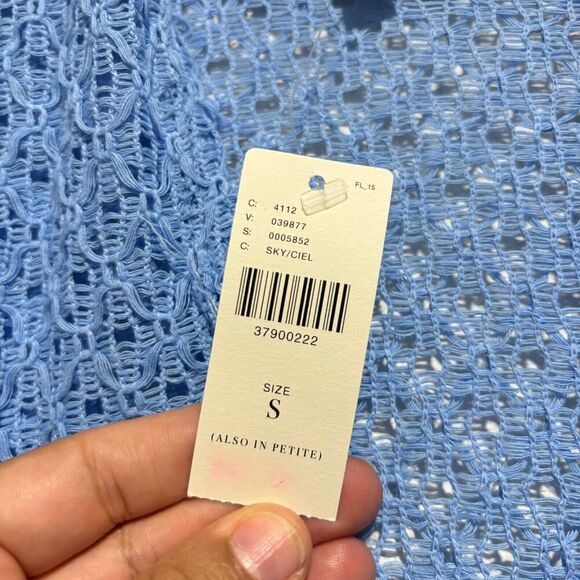 FL_15
C: 4112
V: 039877
S: 0005852
C: SKY/CIEL
37900222
SIZE
S
(ALSO IN PETITE)